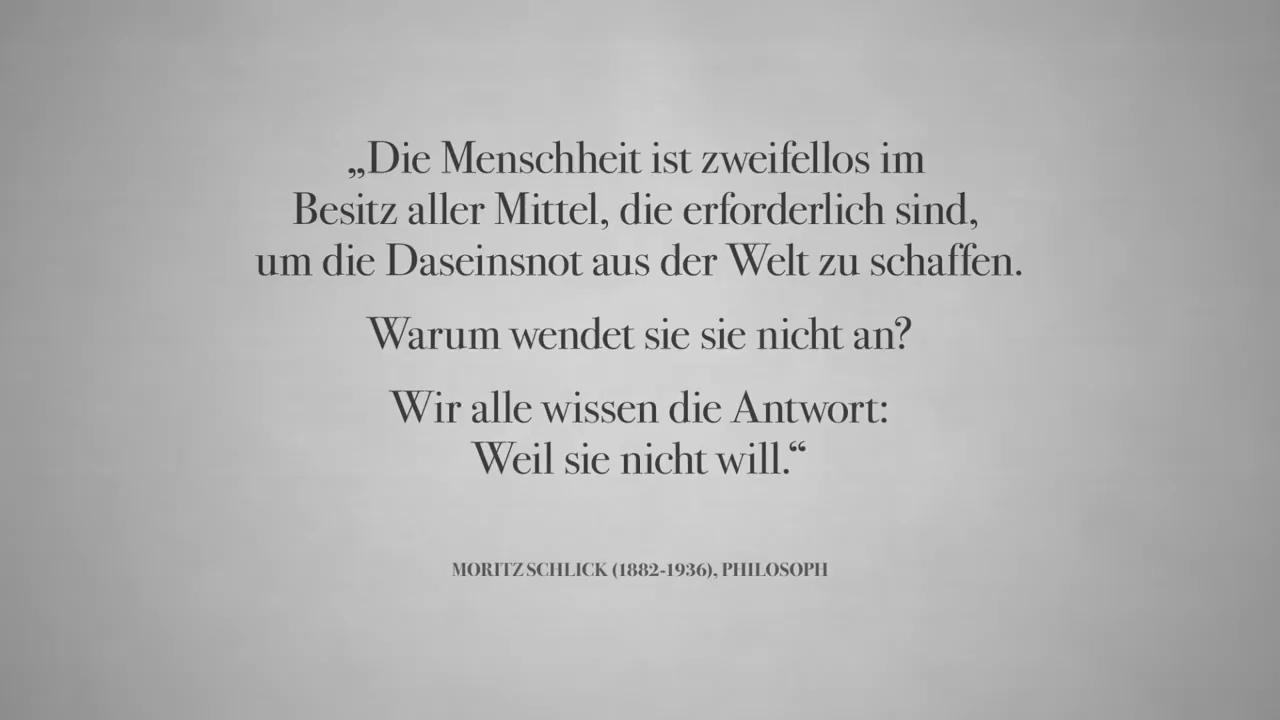 „Die Menschheit ist zweifellos im
Besitz aller Mittel, die erforderlich sind,
um die Daseinsnot aus der Welt zu schaffen.
Warum wendet sie sie nicht an?
Wir alle wissen die Antwort:
Weil sie nicht will.“
MORITZ SCHLICK (1882-1936), PHILOSOPH